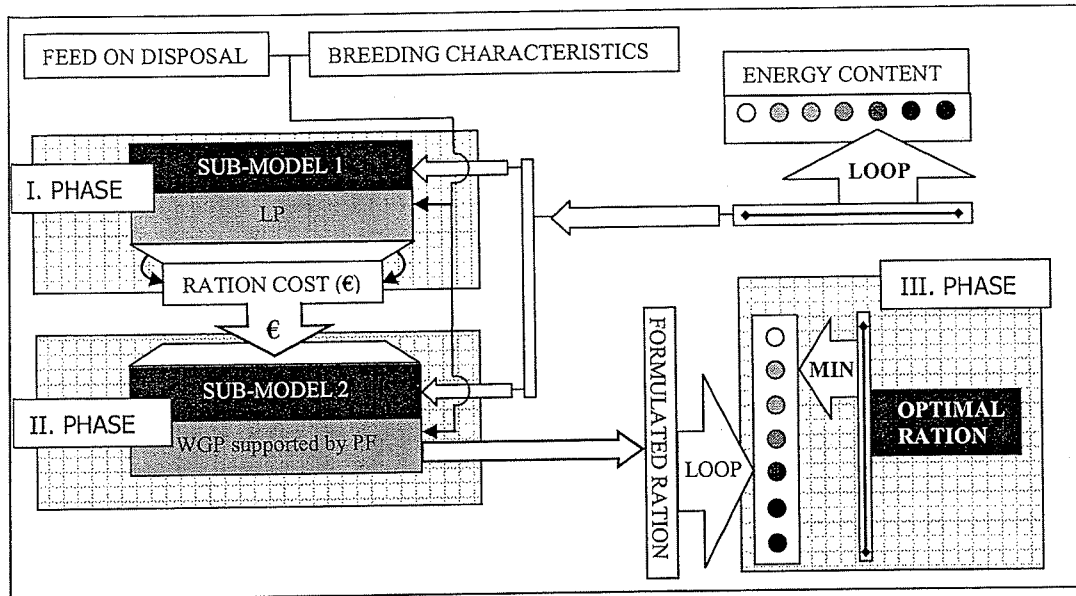 FEED ON DISPOSAL
BREEDING CHARACTERISTICS
ENERGY CONTENT
LOOP
I. PHASE
SUB-MODEL 1
LP
RATION COST (€)
€
II. PHASE
SUB-MODEL 2
WGP supported by PF
FORMULATED RATION
LOOP
III. PHASE
MIN
OPTIMAL
RATION